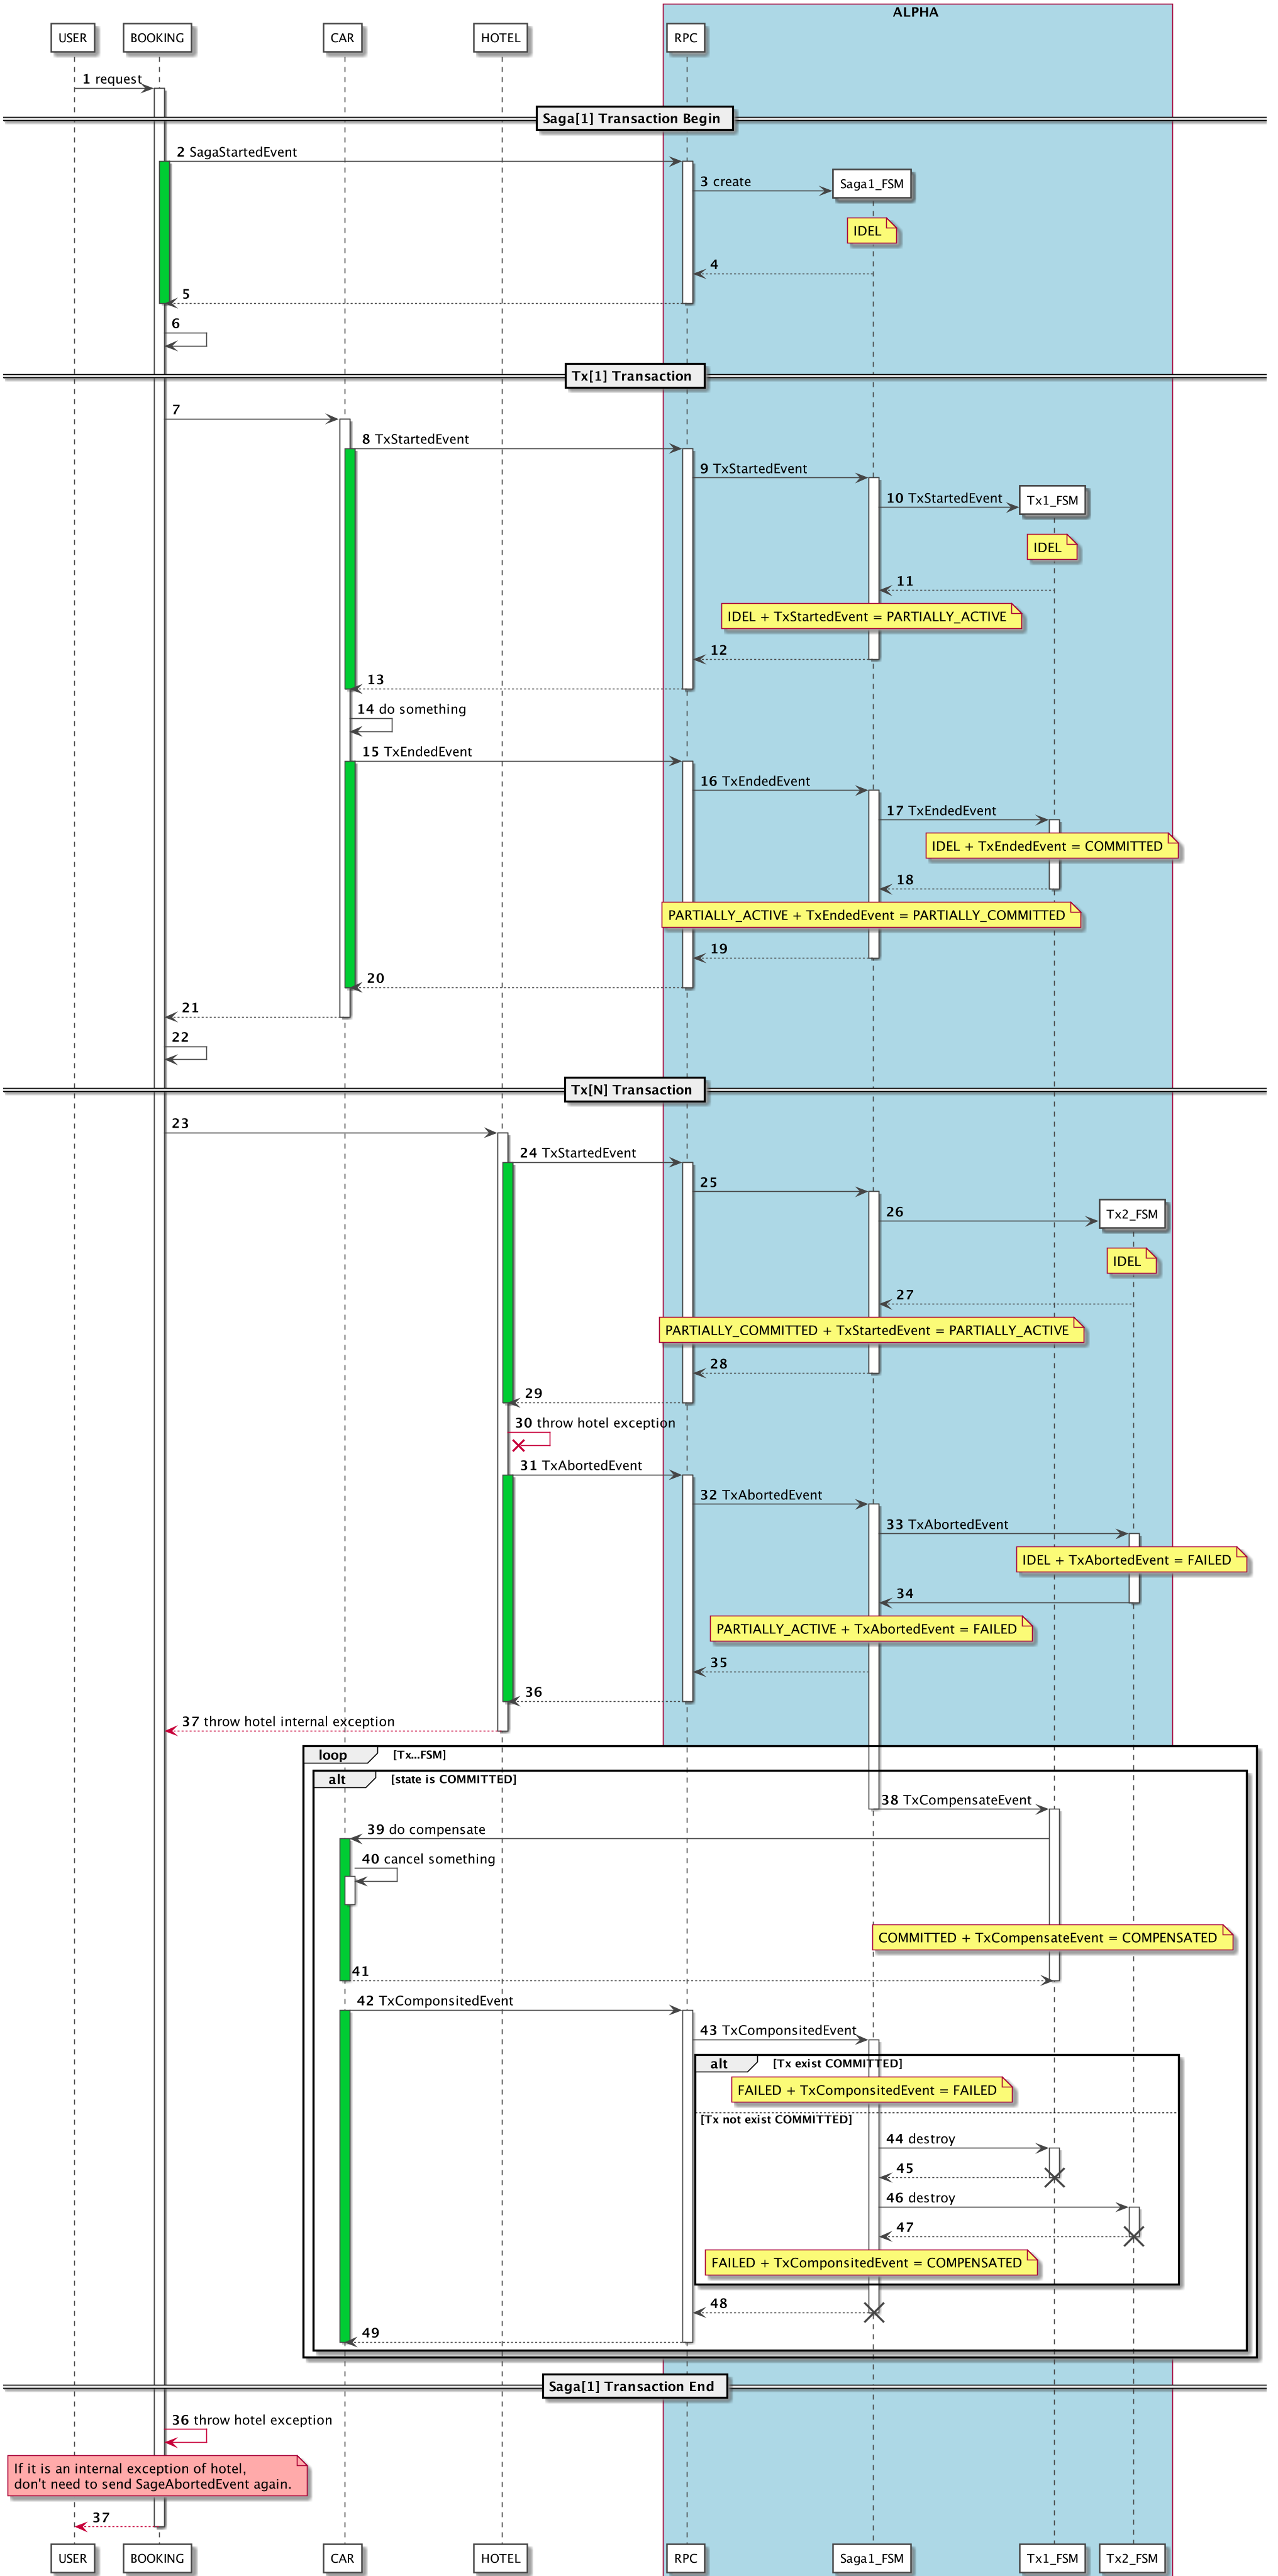 ALPHA
USER
BOOKING
CAR
HOTEL
RPC
1 request
Saga[1] Transaction Begin
2 SagaStartedEvent
3 create
Saga1_FSM
IDEL
4
5
6
Tx[1] Transaction
7
8 TxStartedEvent
9 TxStartedEvent
10 TxStartedEvent
Tx1_FSM
IDEL
11
IDEL + TxStartedEvent = PARTIALLY_ACTIVE
12
13
14 do something
15 TxEndedEvent
16 TxEndedEvent
17 TxEndedEvent
IDEL + TxEndedEvent = COMMITTED
18
PARTIALLY_ACTIVE + TxEndedEvent = PARTIALLY_COMMITTED
19
20
21
22
Tx[N] Transaction
23
24 TxStartedEvent
25
26
Tx2_FSM
IDEL
27
PARTIALLY_COMMITTED + TxStartedEvent = PARTIALLY_ACTIVE
28
29
30 throw hotel exception
31 TxAbortedEvent
32 TxAbortedEvent
33 TxAbortedEvent
IDEL + TxAbortedEvent = FAILED
34
PARTIALLY_ACTIVE + TxAbortedEvent = FAILED
35
36
37 throw hotel internal exception
loop [Tx...FSM]
alt [state is COMMITTED]
38 TxCompensateEvent
39 do compensate
40 cancel something
COMMITTED + TxCompensateEvent = COMPENSATED
41
42 TxComponsitedEvent
43 TxComponsitedEvent
alt [Tx exist COMMITTED]
FAILED + TxComponsitedEvent = FAILED
[Tx not exist COMMITTED]
44 destroy
45
46 destroy
47
FAILED + TxComponsitedEvent = COMPENSATED
48
49
Saga[1] Transaction End
36 throw hotel exception
If it is an internal exception of hotel,
don't need to send SageAbortedEvent again.
37
USER
BOOKING
CAR
HOTEL
RPC
Saga1_FSM
Tx1_FSM
Tx2_FSM